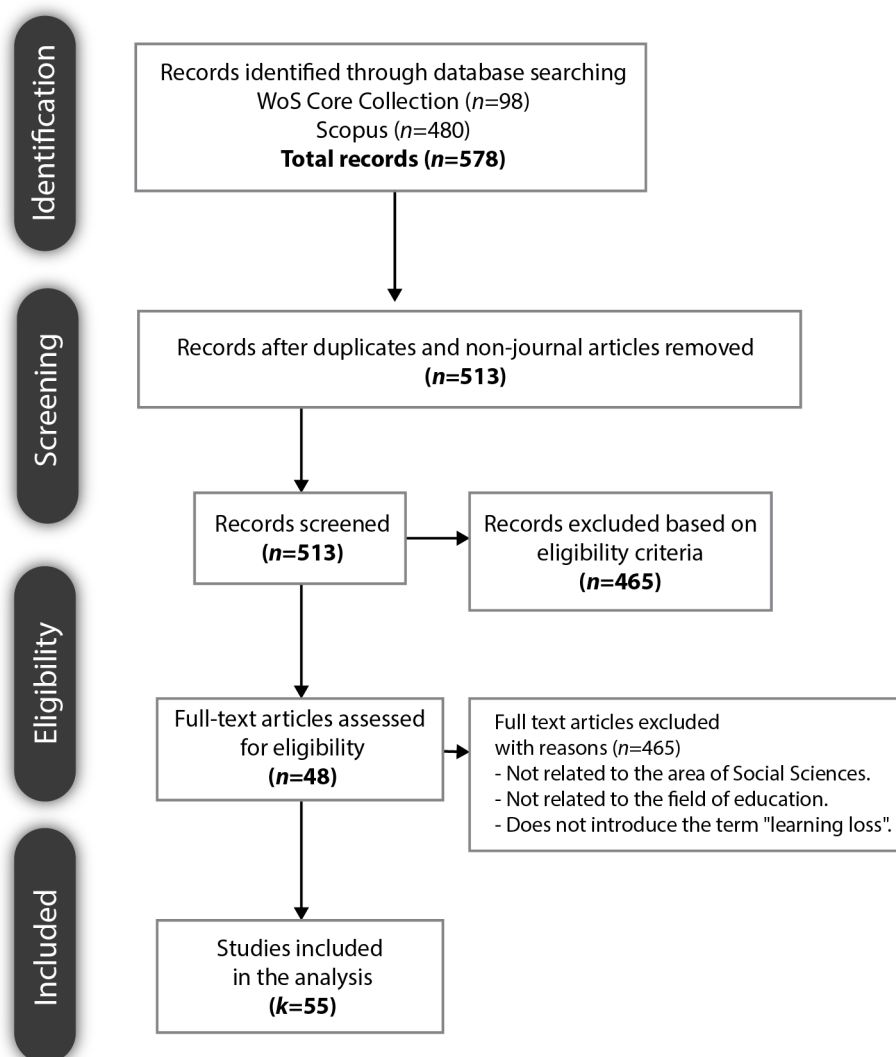 Identification
Records identified through database searching
WoS Core Collection (n=98)
Scopus (n=480)
Total records (n=578)
Screening
Records after duplicates and non-journal articles removed
(n=513)
Records screened
(n=513)
Records excluded based on
eligibility criteria
(n=465)
Eligibility
Full-text articles assessed
for eligibility
(n=48)
Full text articles excluded
with reasons (n=465)
- Not related to the area of Social Sciences.
- Not related to the field of education.
- Does not introduce the term "learning loss".
Included
Studies included
in the analysis
(k=55)